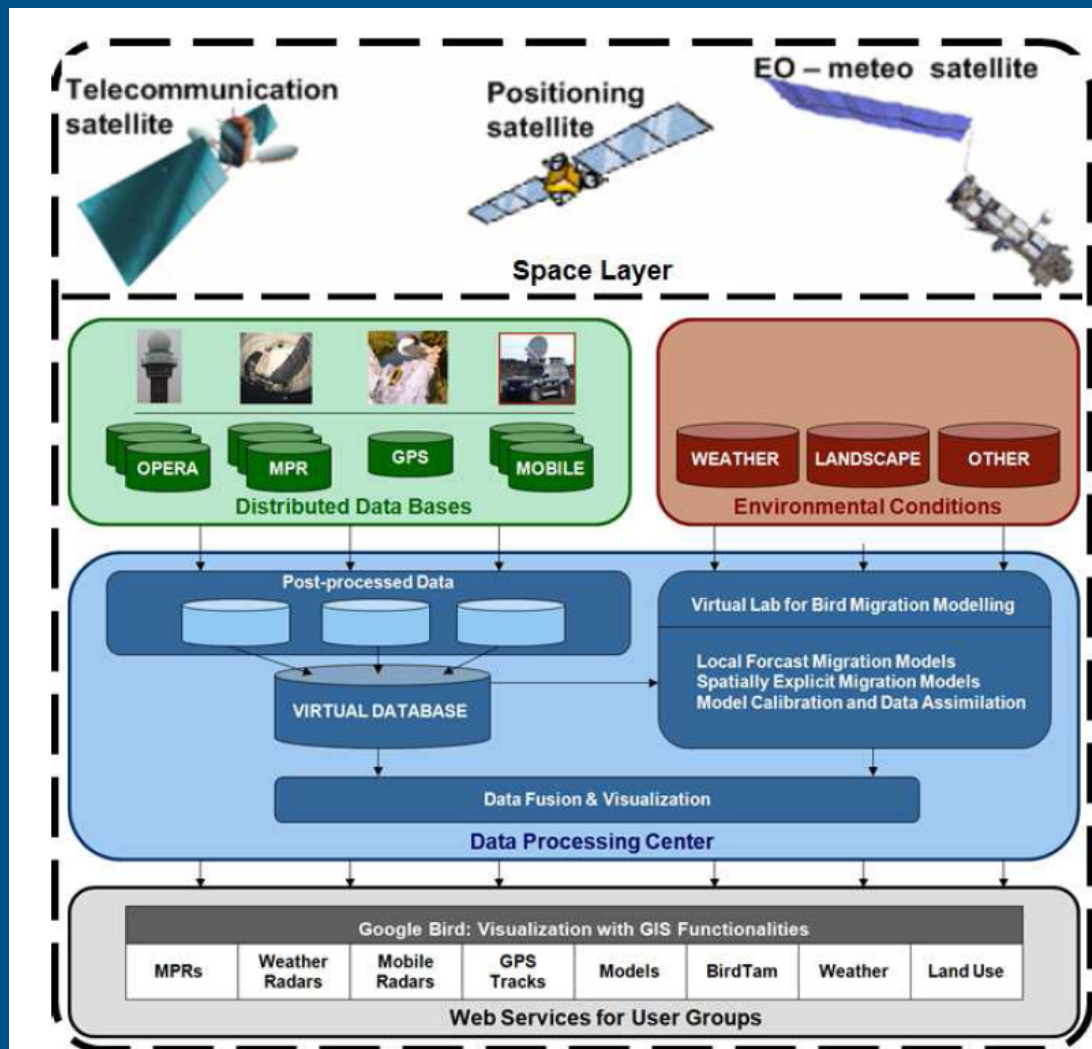 Telecommunication
satellite
Positioning
satellite
EO – meteo satellite
Space Layer
OPERA
MPR
GPS
MOBILE
Distributed Data Bases
WEATHER
LANDSCAPE
OTHER
Environmental Conditions
Post-processed Data
VIRTUAL DATABASE
Virtual Lab for Bird Migration Modelling
Local Forcast Migration Models
Spatially Explicit Migration Models
Model Calibration and Data Assimilation
Data Fusion & Visualization
Data Processing Center
Google Bird: Visualization with GIS Functionalities
MPRs
Weather
Radars
Mobile
Radars
GPS
Tracks
Models
BirdTam
Weather
Land Use
Web Services for User Groups